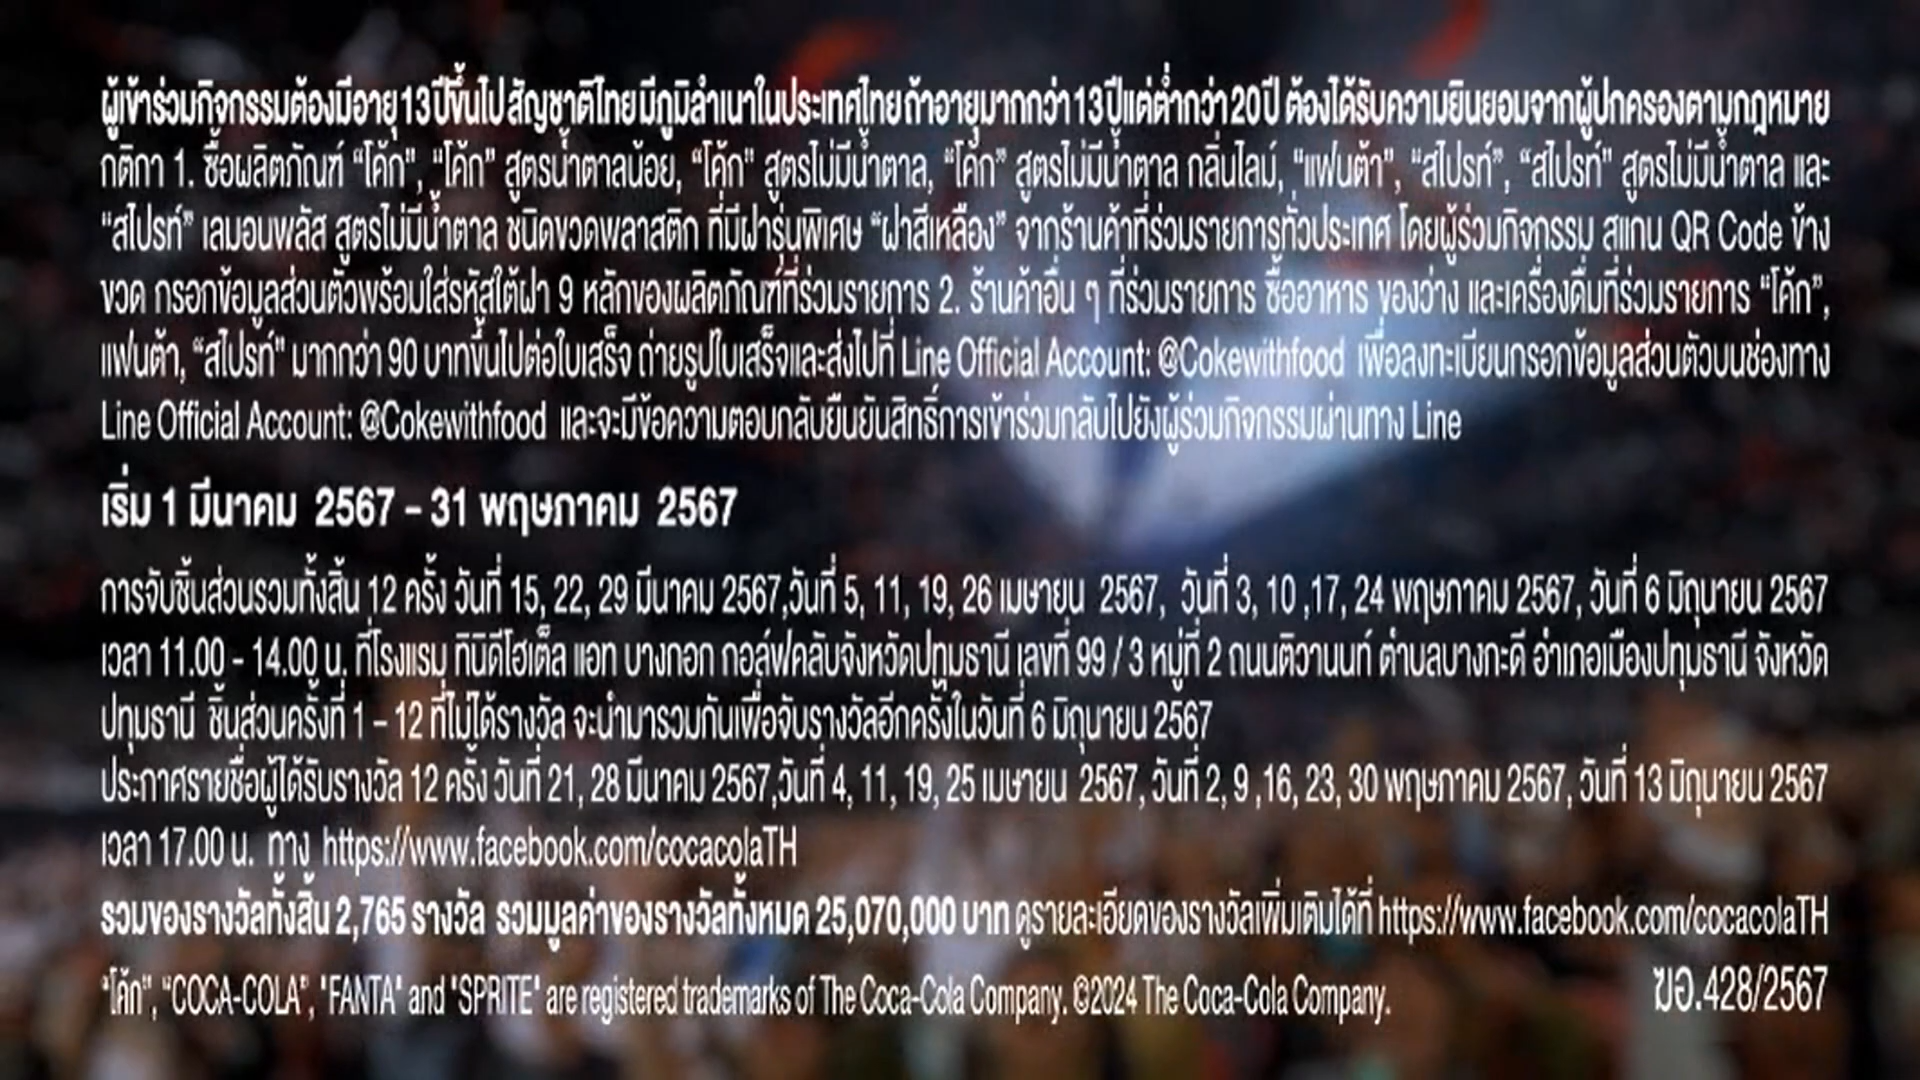 ผู้เข้าร่วมกิจกรรมต้องมีอายุ 13 ปีขึ้นไป สัญชาติไทย มีภูมิลำเนาในประเทศไทย ถ้าอายุมากกว่า 13 ปีแต่ต่ำกว่า 20 ปี ต้องได้รับความยินยอมจากผู้ปกครองตามกฎหมาย
กติกา 1. ซื้อผลิตภัณฑ์ “โค้ก”, “โค้ก” สูตรน้ำตาลน้อย, “โค้ก” สูตรไม่มีน้ำตาล, “โค้ก” สูตรไม่มีน้ำตาล กลิ่นไลม์, “แฟนต้า”, “สไปรท์”, “สไปรท์” สูตรไม่มีน้ำตาล และ
“สไปรท์” เลมอนพลัส สูตรไม่มีน้ำตาล ชนิดขวดพลาสติก ที่มีฝารุ่นพิเศษ “ฝาสีเหลือง” จากร้านค้าที่ร่วมรายการทั่วประเทศ โดยผู้ร่วมกิจกรรม สแกน QR Code ข้าง
ขวด กรอกข้อมูลส่วนตัวพร้อมใส่รหัสใต้ฝา 9 หลักของผลิตภัณฑ์ที่ร่วมรายการ 2. ร้านค้าอื่น ๆ ที่ร่วมรายการ ซื้ออาหาร ของว่าง และเครื่องดื่มที่ร่วมรายการ “โค้ก”,
แฟนต้า, “สไปรท์" มากกว่า 90 บาทขึ้นไปต่อใบเสร็จ ถ่ายรูปใบเสร็จและส่งไปที่ Line Official Account: @Cokewithfood เพื่อลงทะเบียนกรอกข้อมูลส่วนตัวบนช่องทาง
Line Official Account: @Cokewithfood และจะมีข้อความตอบกลับยืนยันสิทธิ์การเข้าร่วมกลับไปยังผู้ร่วมกิจกรรมผ่านทาง Line
เริ่ม 1 มีนาคม 2567 – 31 พฤษภาคม 2567
การจับชิ้นส่วนรวมทั้งสิ้น 12 ครั้ง วันที่ 15, 22, 29 มีนาคม 2567,วันที่ 5, 11, 19, 26 เมษายน 2567, วันที่ 3, 10 ,17, 24 พฤษภาคม 2567, วันที่ 6 มิถุนายน 2567
เวลา 11.00 - 14.00 น. ที่โรงแรม ทินิดีโฮเต็ล แอท บางกอก กอล์ฟคลับจังหวัดปทุมธานี เลขที่ 99 / 3 หมู่ที่ 2 ถนนติวานนท์ ตำบลบางกะดี อำเภอเมืองปทุมธานี จังหวัด
ปทุมธานี ชิ้นส่วนครั้งที่ 1 – 12 ที่ไม่ได้รางวัล จะนำมารวมกันเพื่อจับรางวัลอีกครั้งในวันที่ 6 มิถุนายน 2567
ประกาศรายชื่อผู้ได้รับรางวัล 12 ครั้ง วันที่ 21, 28 มีนาคม 2567,วันที่ 4, 11, 19, 25 เมษายน 2567, วันที่ 2, 9 ,16, 23, 30 พฤษภาคม 2567, วันที่ 13 มิถุนายน 2567
เวลา 17.00 น. ทาง https://www.facebook.com/cocacolaTH
รวมของรางวัลทั้งสิ้น 2,765 รางวัล รวมมูลค่าของรางวัลทั้งหมด 25,070,000 บาท ดูรายละเอียดของรางวัลเพิ่มเติมได้ที่ https://www.facebook.com/cocacolaTH
“โค้ก”, “COCA-COLA”, "FANTA" and "SPRITE" are registered trademarks of The Coca-Cola Company. ©2024 The Coca-Cola Company.
ฆอ.428/2567